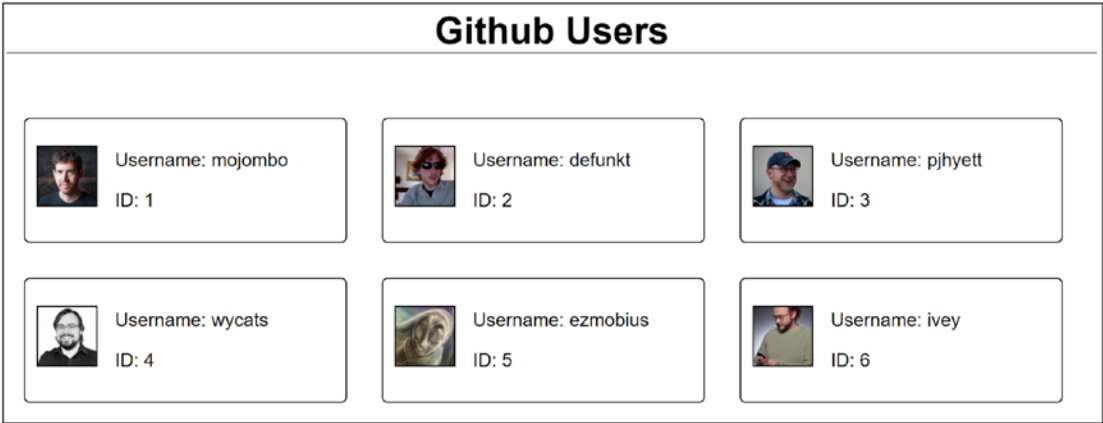 Github Users
Username: mojombo
ID: 1
Username: defunkt
ID: 2
Username: pjhyett
ID: 3
Username: wycats
ID: 4
Username: ezmobius
ID: 5
Username: ivey
ID: 6